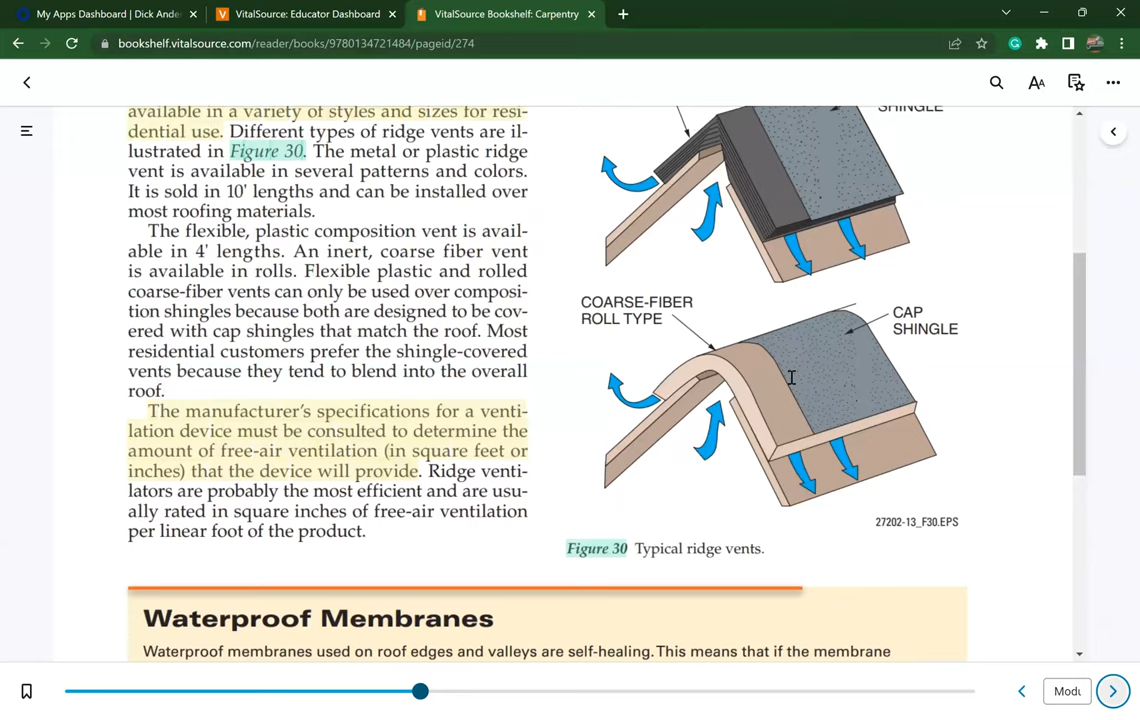 My Apps Dashboard | Dick Ander
VitalSource: Educator Dashboard
VitalSource Bookshelf: Carpentry
bookshelf.vitalsource.com/reader/books/9780134721484/pageid/274
AA
available in a variety of styles and sizes for resi-
dential use. Different types of ridge vents are il-
lustrated in Figure 30. The metal or plastic ridge
vent is available in several patterns and colors.
It is sold in 10' lengths and can be installed over
most roofing materials.
The flexible, plastic composition vent is avail-
able in 4' lengths. An inert, coarse fiber vent
is available in rolls. Flexible plastic and rolled
coarse-fiber vents can only be used over composi-
tion shingles because both are designed to be cov-
ered with cap shingles that match the roof. Most
residential customers prefer the shingle-covered
vents because they tend to blend into the overall
roof.
The manufacturer's specifications for a venti-
lation device must be consulted to determine the
amount of free-air ventilation (in square feet or
inches) that the device will provide. Ridge venti-
lators are probably the most efficient and are usu-
ally rated in square inches of free-air ventilation
per linear foot of the product.
SHINGLE
COARSE-FIBER
ROLL TYPE
CAP
SHINGLE
27202-13_F30.EPS
Figure 30 Typical ridge vents.
Waterproof Membranes
Waterproof membranes used on roof edges and valleys are self-healing. This means that if the membrane
Modu